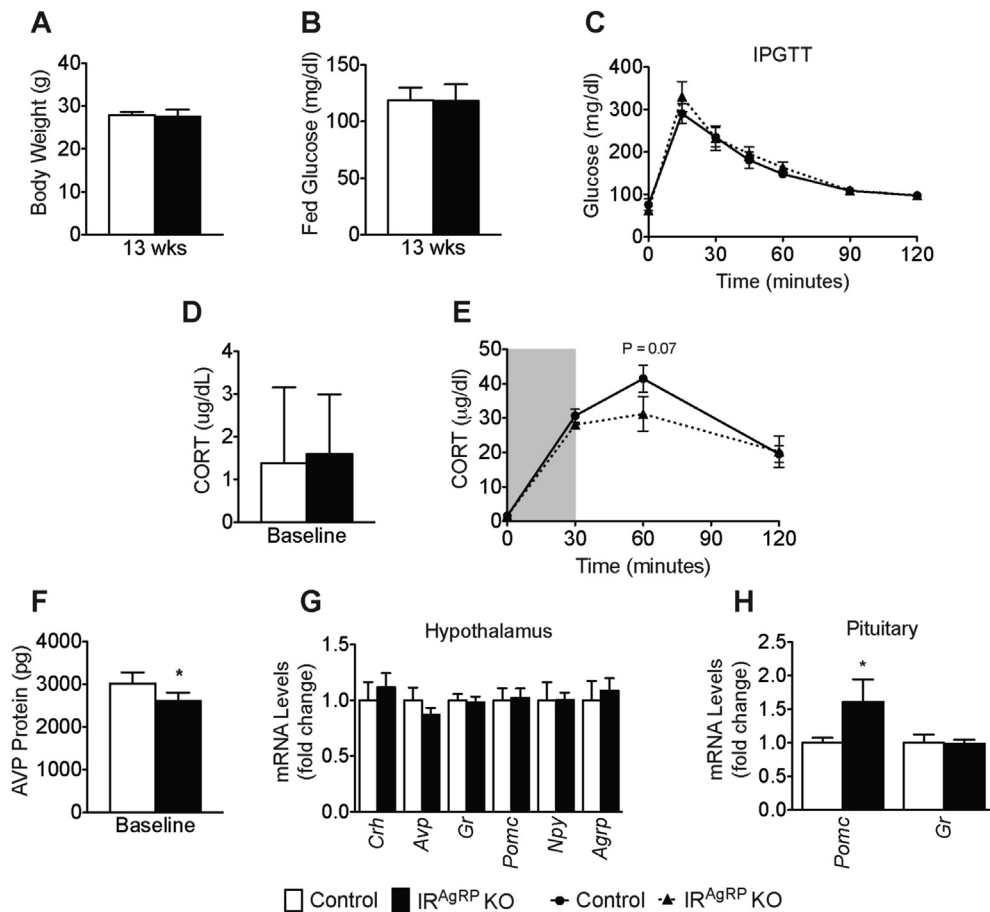 A
Body Weight (g)
40
30
20
10
0
13 wks
B
Fed Glucose (mg/dl)
150
100
50
0
13 wks
C
IPGTT
Glucose (mg/dl)
400
300
200
100
0
0 30 60 90 120
Time (minutes)
D
CORT (ug/dL)
4
3
2
1
0
Baseline
E
P = 0.07
CORT (µg/dl)
50
40
30
20
10
0
0 30 60 90 120
Time (minutes)
F
AVP Protein (pg)
4000
3000
2000
1000
0
*
Baseline
G
Hypothalamus
mRNA Levels
(fold change)
1.5
1.0
0.5
0.0
Crh Avp Gr Pomc Npy Agrp
H
Pituitary
mRNA Levels
(fold change)
2.5
2.0
1.5
1.0
0.5
0.0
*
Pomc Gr
Control IR^AgRP KO Control IR^AgRP KO